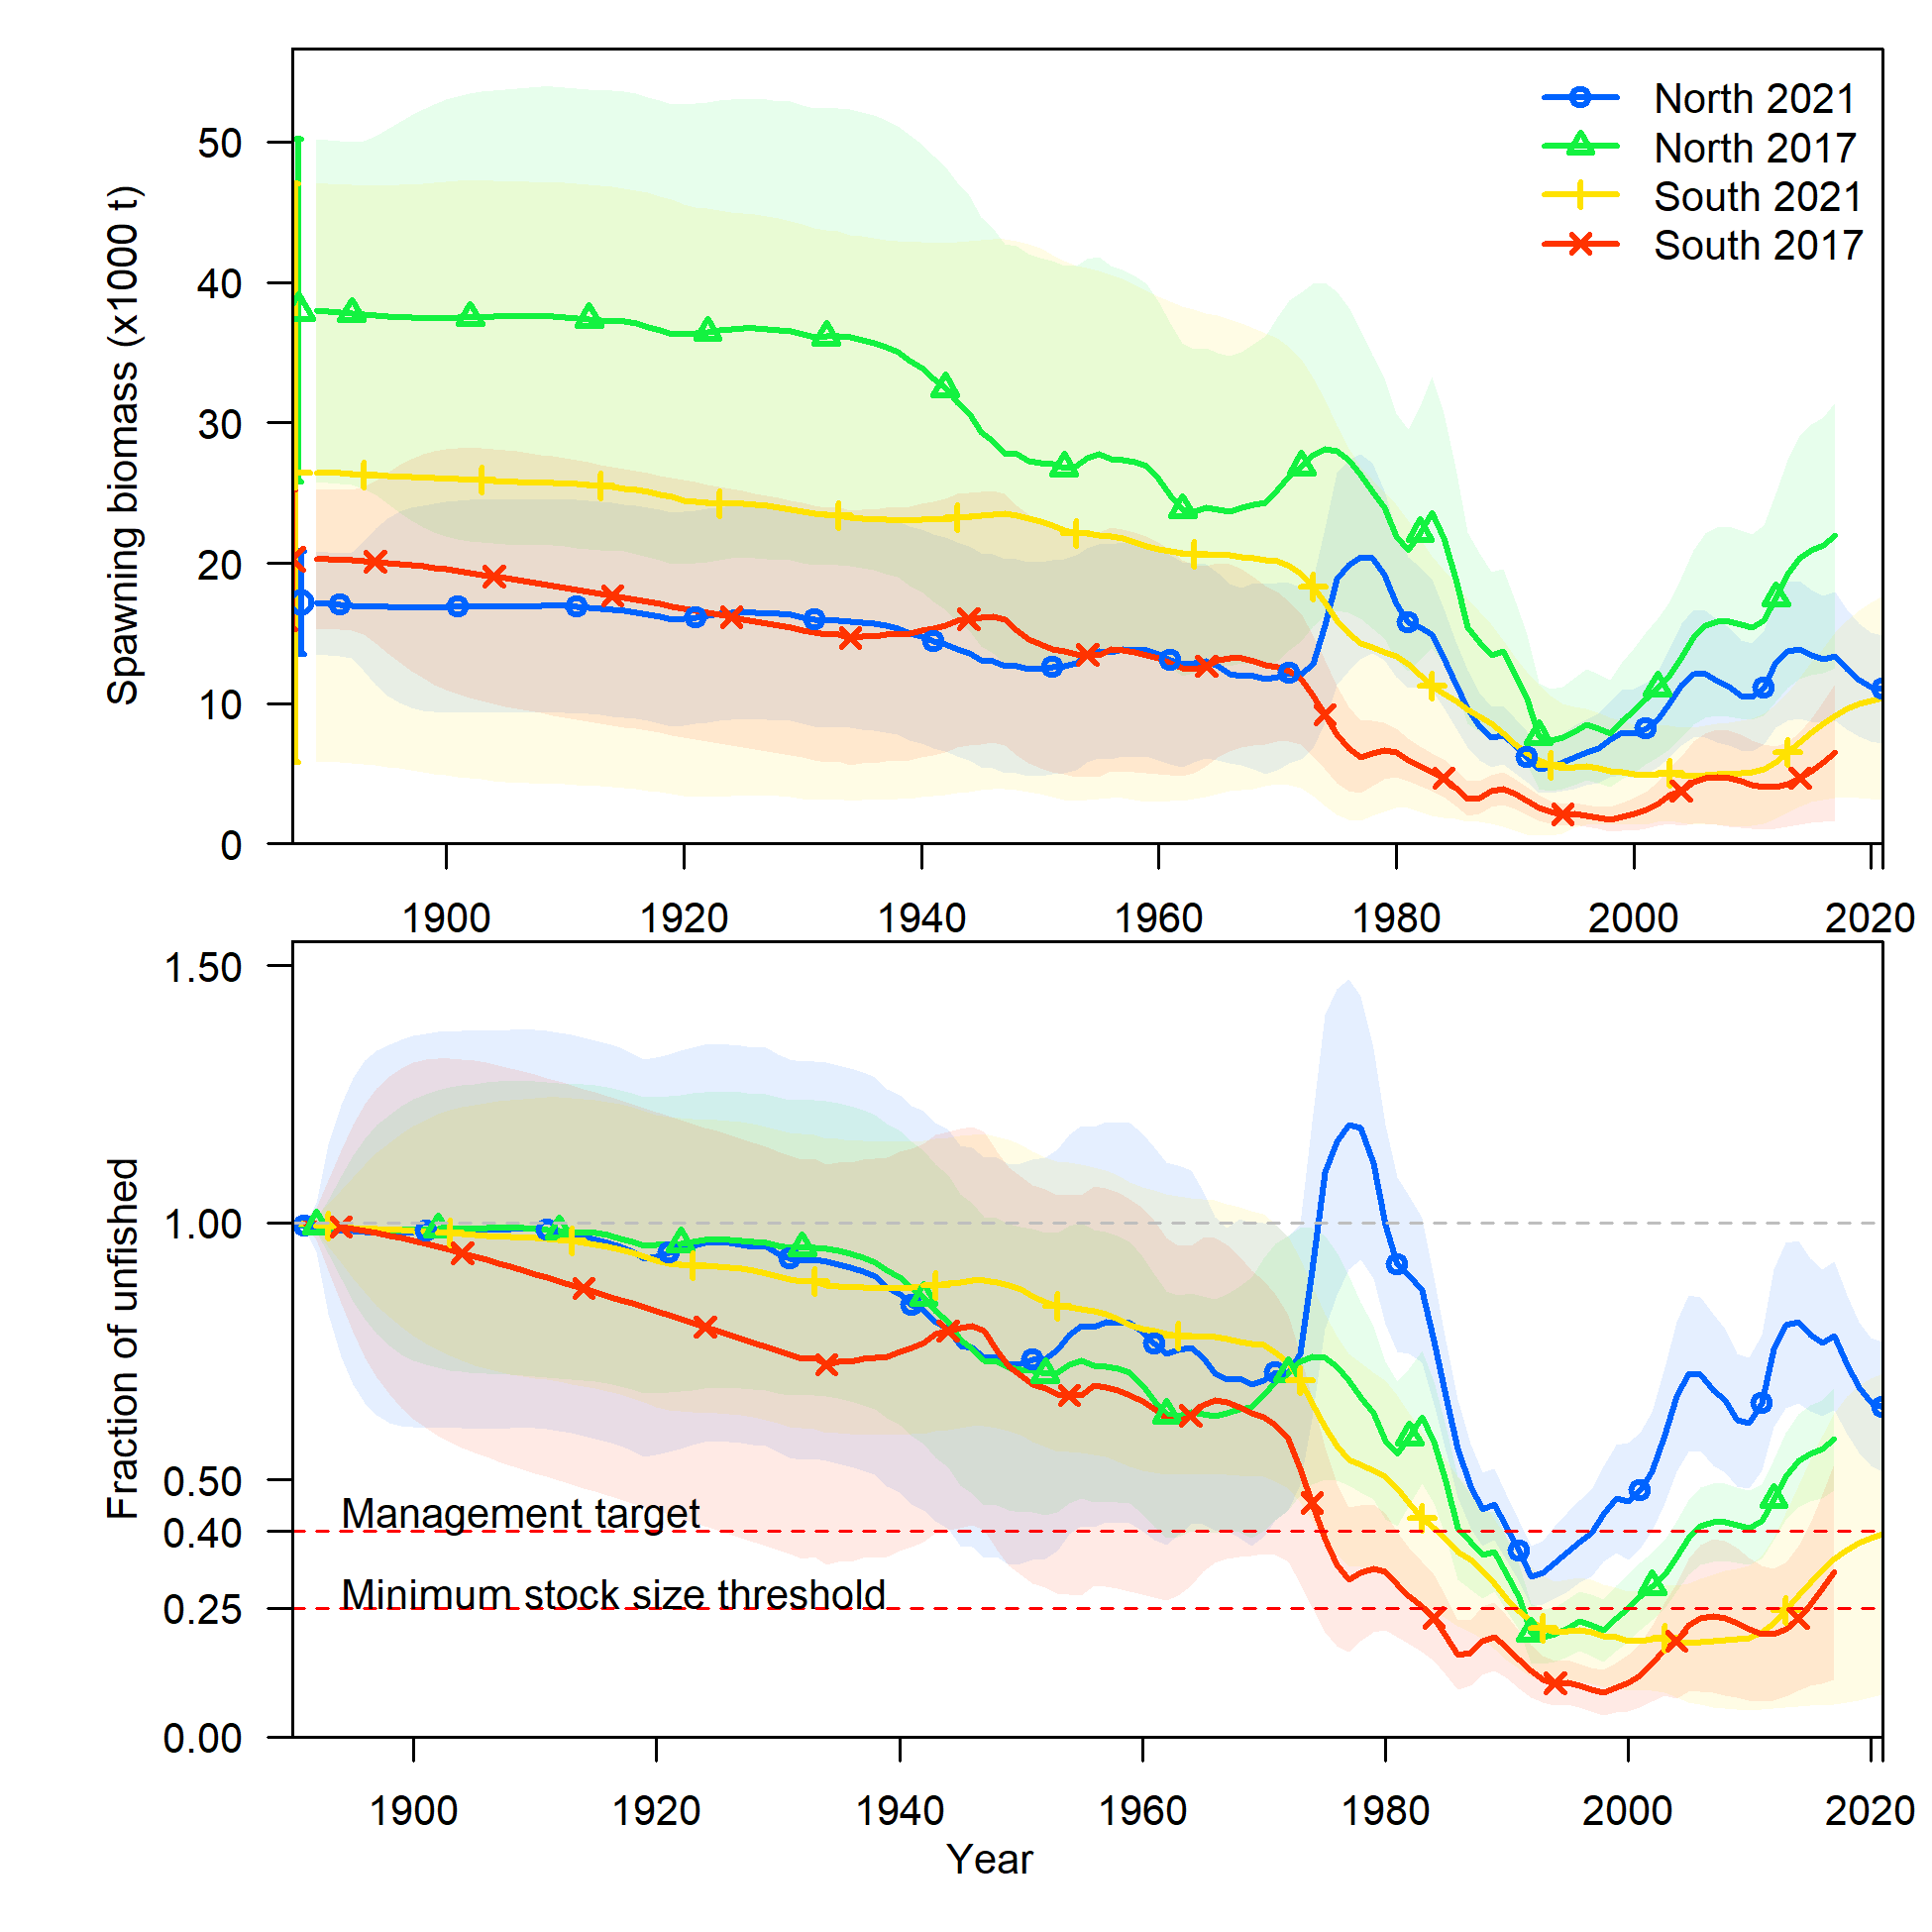 Spawning biomass (x1000 t)
50
40
30
20
10
0
North 2021
North 2017
South 2021
South 2017
1900 1920 1940 1960 1980 2000 2020
Fraction of unfished
1.50
1.00
0.50
0.40
0.25
0.00
Management target
Minimum stock size threshold
1900 1920 1940 1960 1980 2000 2020
Year